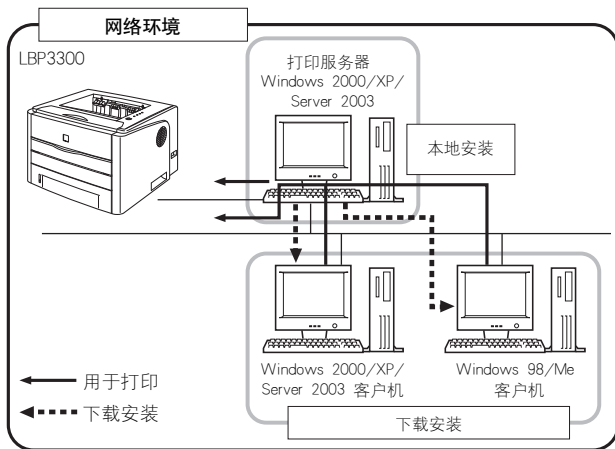 网络环境
LBP3300
打印服务器
Windows 2000/XP/
Server 2003
本地安装
Windows 2000/XP/
Server 2003 客户机
Windows 98/Me
客户机
用于打印
下载安装
下载安装